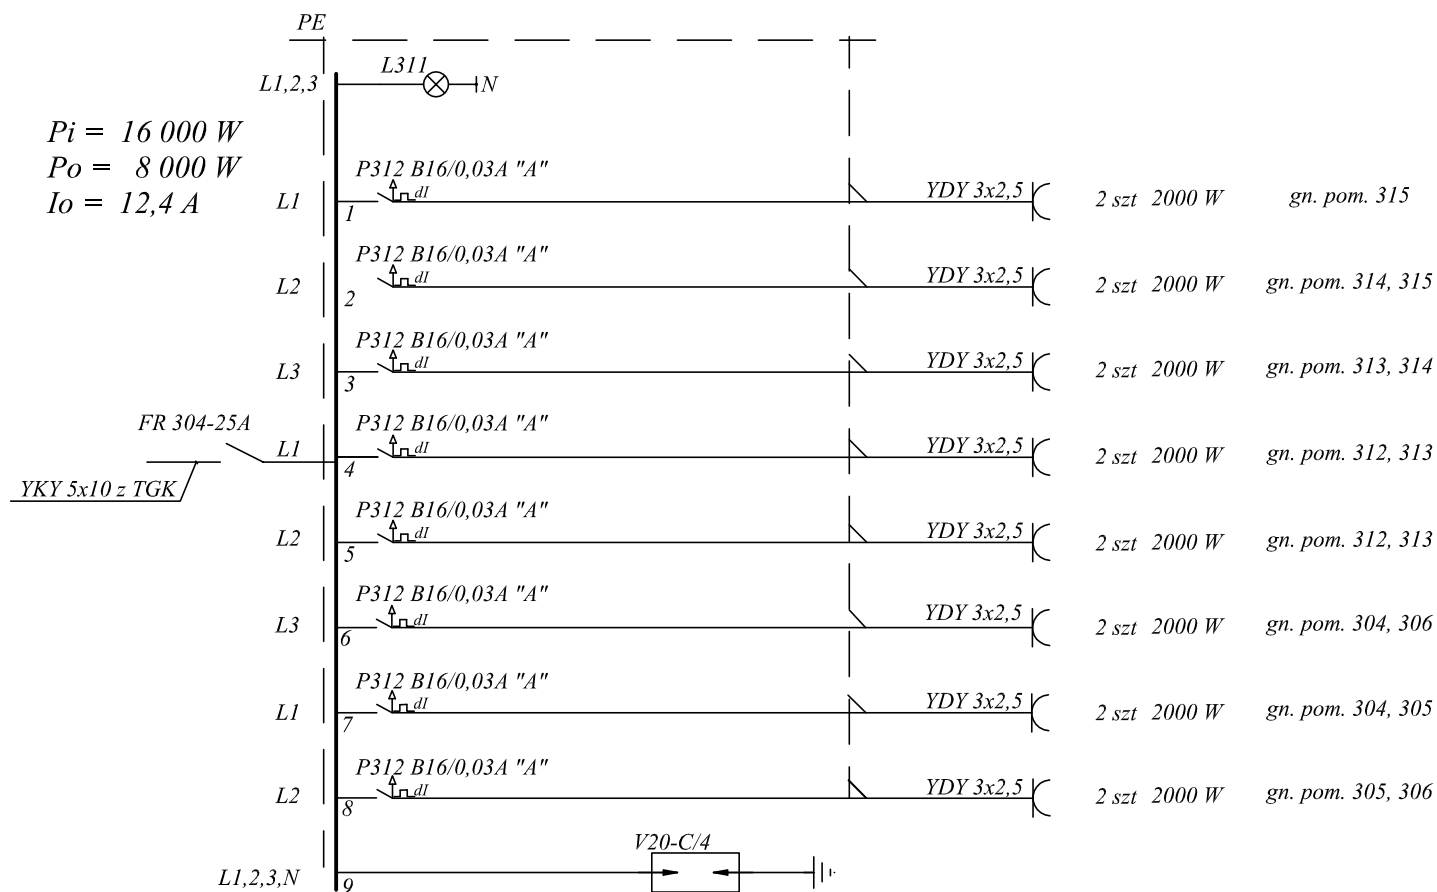 PE
L311
L1,2,3 N
Pi = 16 000 W
Po = 8 000 W
Io = 12,4 A
P312 B16/0,03A "A"
L1 1 dI YDY 3x2,5 2 szt 2000 W gn. pom. 315
P312 B16/0,03A "A"
L2 2 dI YDY 3x2,5 2 szt 2000 W gn. pom. 314, 315
P312 B16/0,03A "A"
L3 3 dI YDY 3x2,5 2 szt 2000 W gn. pom. 313, 314
FR 304-25A
P312 B16/0,03A "A"
L1 4 dI YDY 3x2,5 2 szt 2000 W gn. pom. 312, 313
YKY 5x10 z TGK
P312 B16/0,03A "A"
L2 5 dI YDY 3x2,5 2 szt 2000 W gn. pom. 312, 313
P312 B16/0,03A "A"
L3 6 dI YDY 3x2,5 2 szt 2000 W gn. pom. 304, 306
P312 B16/0,03A "A"
L1 7 dI YDY 3x2,5 2 szt 2000 W gn. pom. 304, 305
P312 B16/0,03A "A"
L2 8 dI YDY 3x2,5 2 szt 2000 W gn. pom. 305, 306
V20-C/4
L1,2,3,N 9